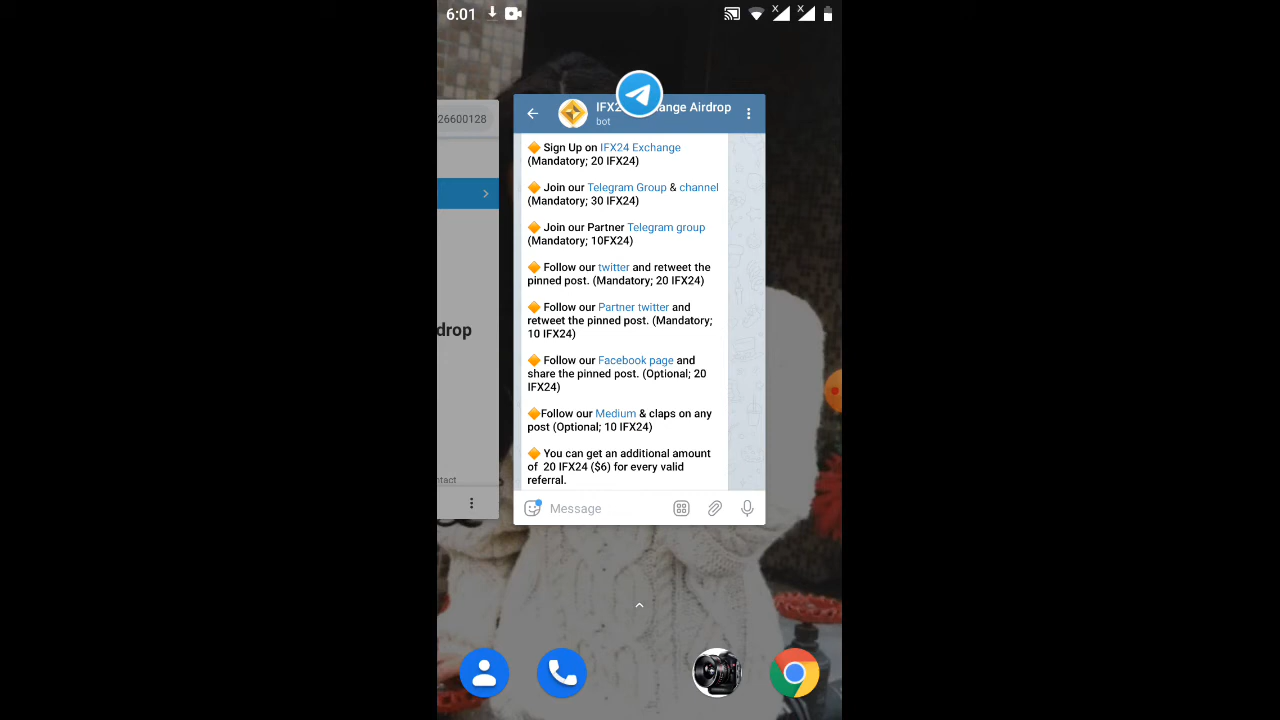 6:01
26600128
IFX2
ange Airdrop
bot
Sign Up on IFX24 Exchange
(Mandatory; 20 IFX24)
Join our Telegram Group & channel
(Mandatory; 30 IFX24)
Join our Partner Telegram group
(Mandatory; 10FX24)
Follow our twitter and retweet the
pinned post. (Mandatory; 20 IFX24)
Follow our Partner twitter and
retweet the pinned post. (Mandatory;
10 IFX24)
drop
Follow our Facebook page and
share the pinned post. (Optional; 20
IFX24)
Follow our Medium & claps on any
post (Optional; 10 IFX24)
You can get an additional amount
of 20 IFX24 ($6) for every valid
referral.
ntact
Message